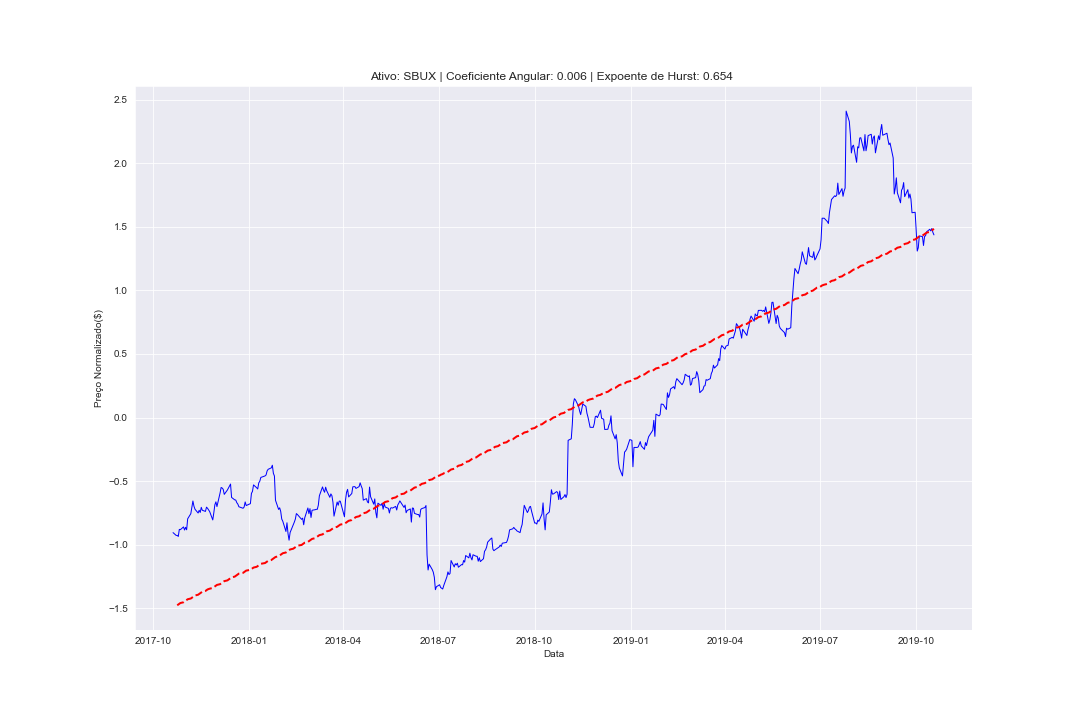 Ativo: SBUX | Coeficiente Angular: 0.006 | Expoente de Hurst: 0.654
2.5
2.0
1.5
1.0
0.5
0.0
−0.5
−1.0
−1.5
Preço Normalizado($)
2017-10 2018-01 2018-04 2018-07 2018-10 2019-01 2019-04 2019-07 2019-10
Data